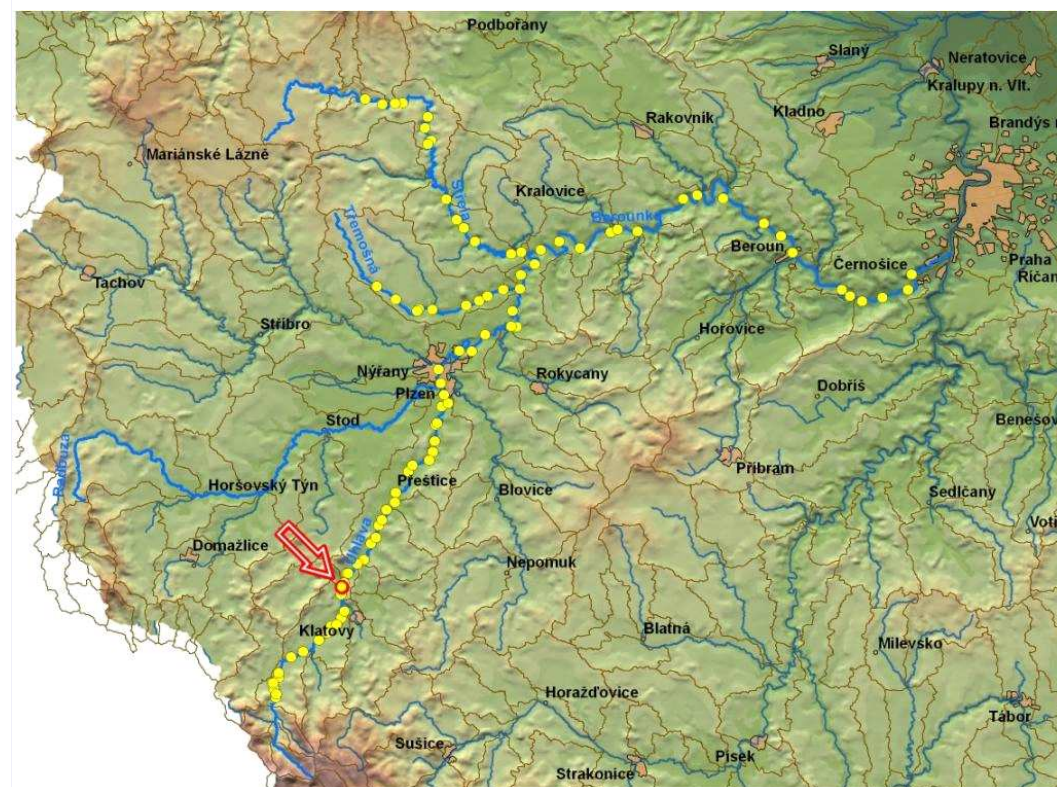 Podbořany
Slaný
Neratovice
Kralupy n. Vlt.
Kladno
Rakovník
Brandýs n
Mariánské Lázně
Kralovice
Střela
Berounka
Třemošná
Beroun
Černošice
Praha
Říčan
Tachov
Stříbro
Hořovice
Nýřany
Rokycany
Plzeň
Dobříš
Stod
Benešov
Radbuza
Příbram
Přeštice
Horšovský Týn
Blovice
Sedlčany
Voti
Domažlice
Úhlava
Nepomuk
Klatovy
Blatná
Milevsko
Horažďovice
Tábor
Sušice
Písek
Strakonice